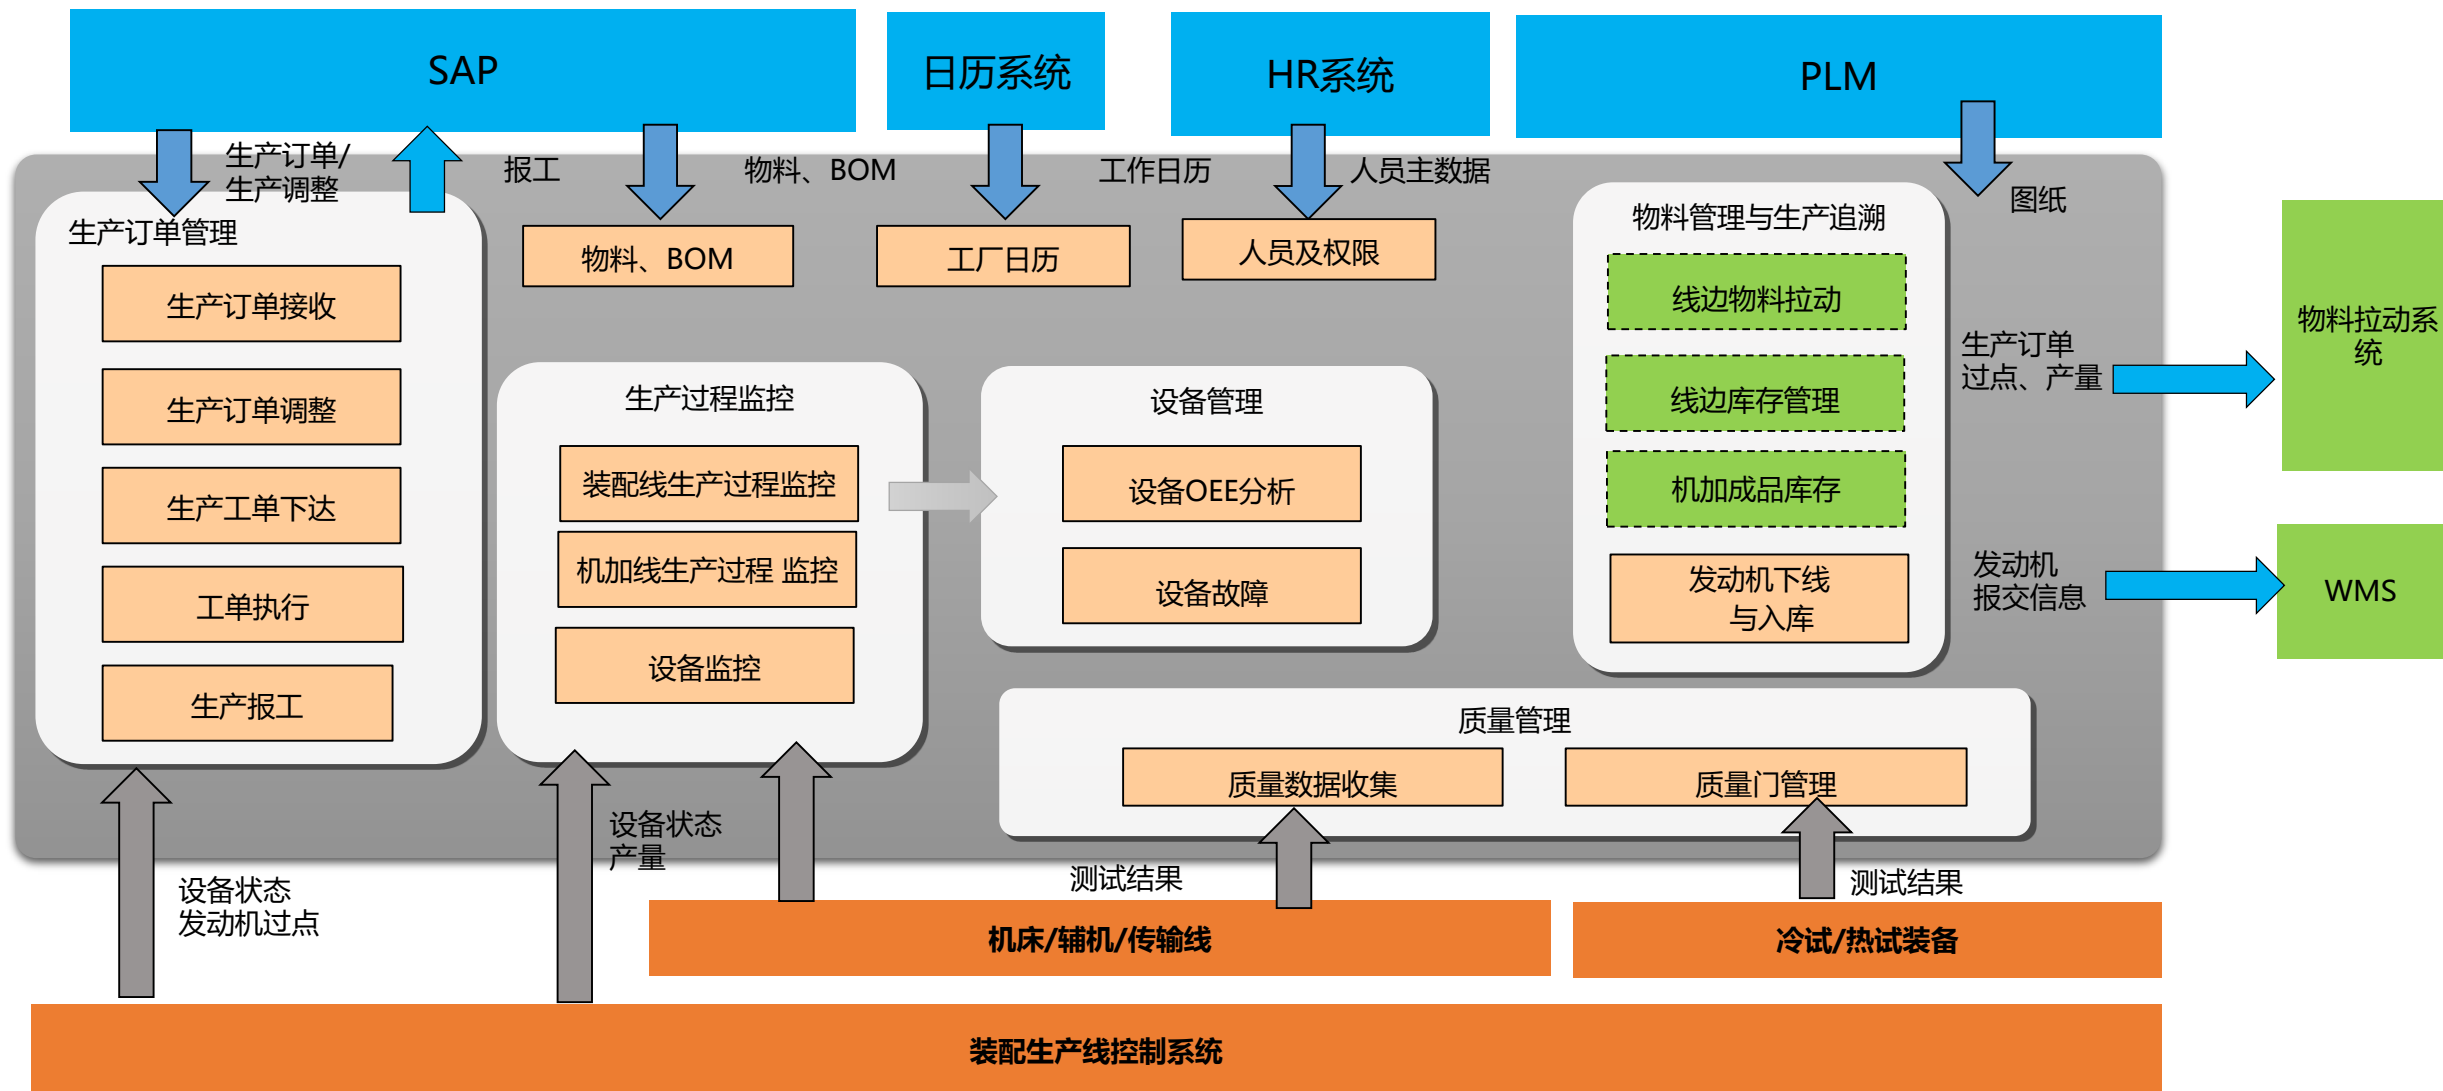 SAP
日历系统
HR系统
PLM
生产订单/
生产调整
报工
物料、BOM
工作日历
人员主数据
图纸
生产订单管理
生产订单接收
生产订单调整
生产工单下达
工单执行
生产报工
物料、BOM
工厂日历
人员及权限
生产过程监控
装配线生产过程监控
机加线生产过程 监控
设备监控
设备管理
设备OEE分析
设备故障
物料管理与生产追溯
线边物料拉动
线边库存管理
机加成品库存
发动机下线
与入库
生产订单
过点、产量
发动机
报交信息
物料拉动系
统
WMS
质量管理
质量数据收集
质量门管理
设备状态
产量
设备状态
发动机过点
测试结果
测试结果
机床/辅机/传输线
冷试/热试装备
装配生产线控制系统